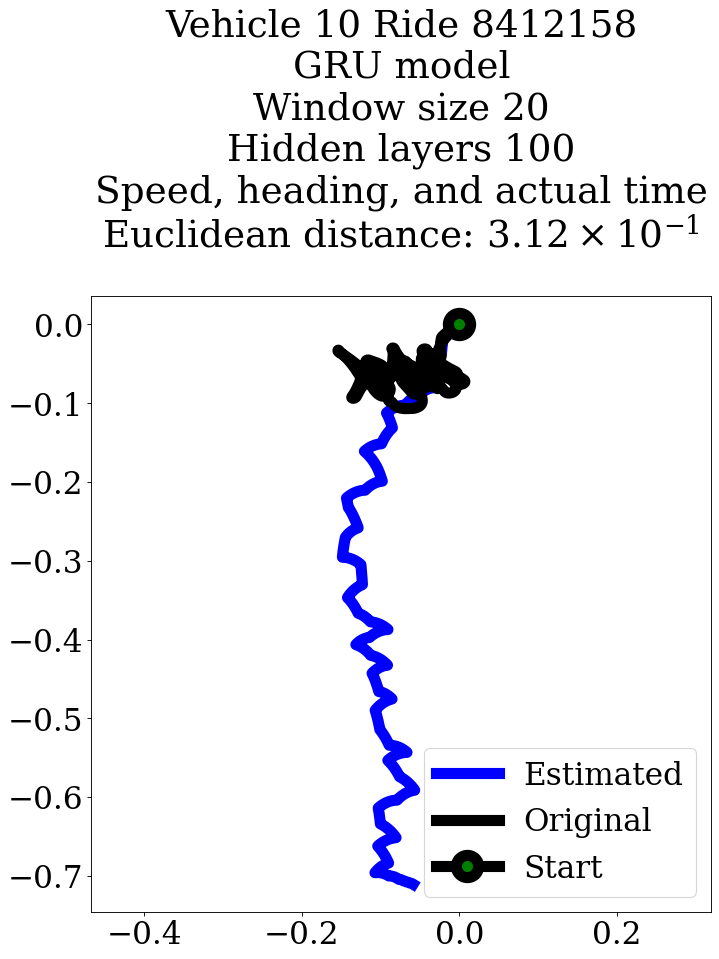 Vehicle 10 Ride 8412158
GRU model
Window size 20
Hidden layers 100
Speed, heading, and actual time
Euclidean distance: 3.12 × 10⁻¹
0.0
−0.1
−0.2
−0.3
−0.4
−0.5
−0.6
−0.7
Estimated
Original
Start
−0.4 −0.2 0.0 0.2